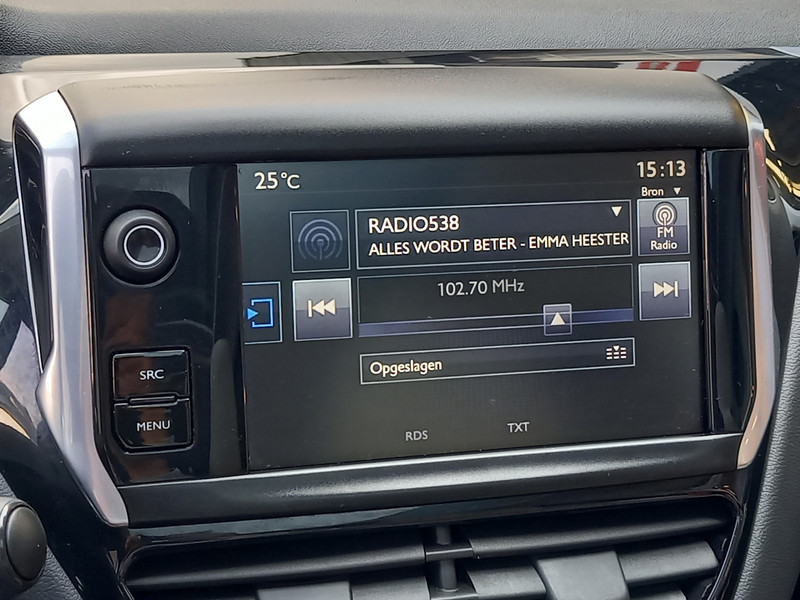 25°C
15:13
Bron ▼
RADIO538
ALLES WORDT BETER - EMMA HEESTER
FM
Radio
102.70 MHz
Opgeslagen
SRC
MENU
RDS
TXT